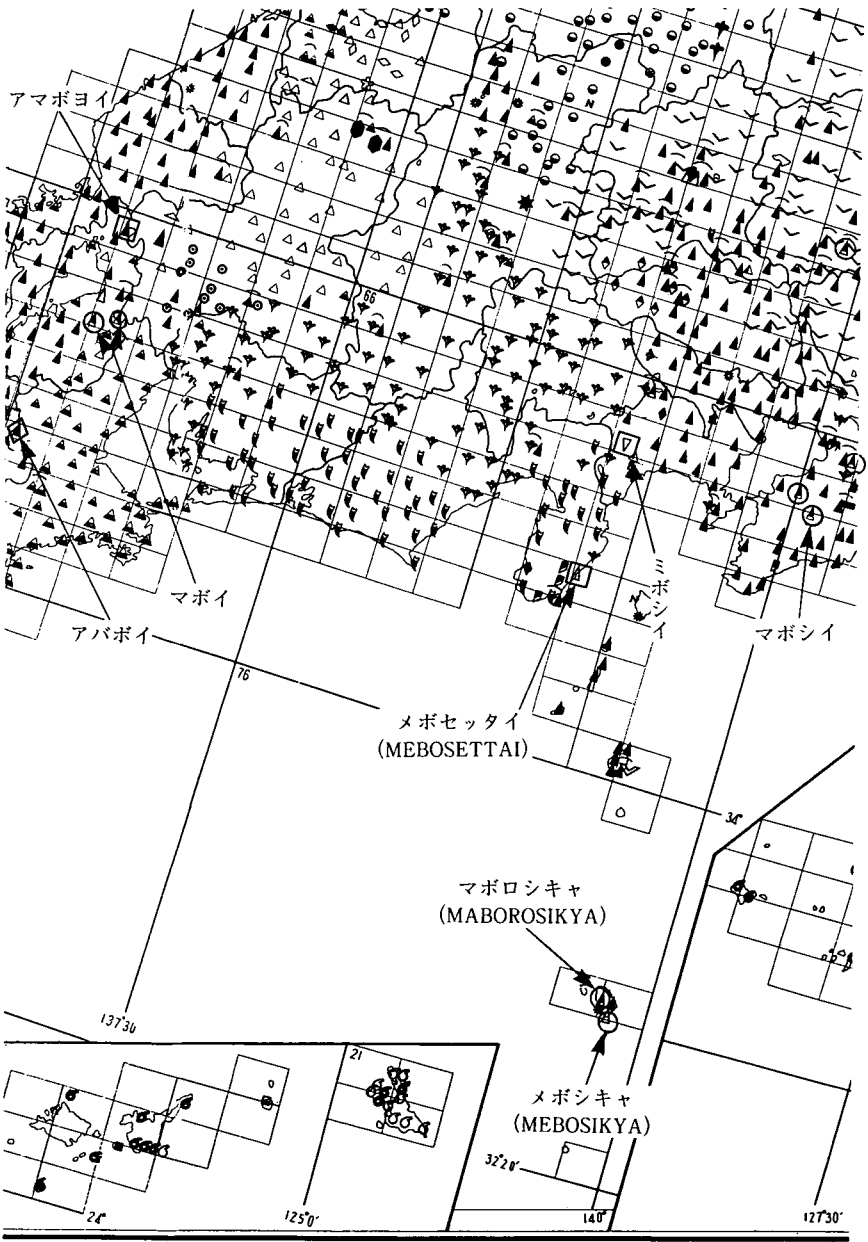 アマボヨイ
66
マボイ
アバボイ
ミボシイ
マボシイ
76
メボセッタイ
(MEBOSETTAI)
34°
マボロシキャ
(MABOROSIKYA)
137°30
21
メボシキャ
(MEBOSIKYA)
32°20′
24°
125°0′
140°
127°30′